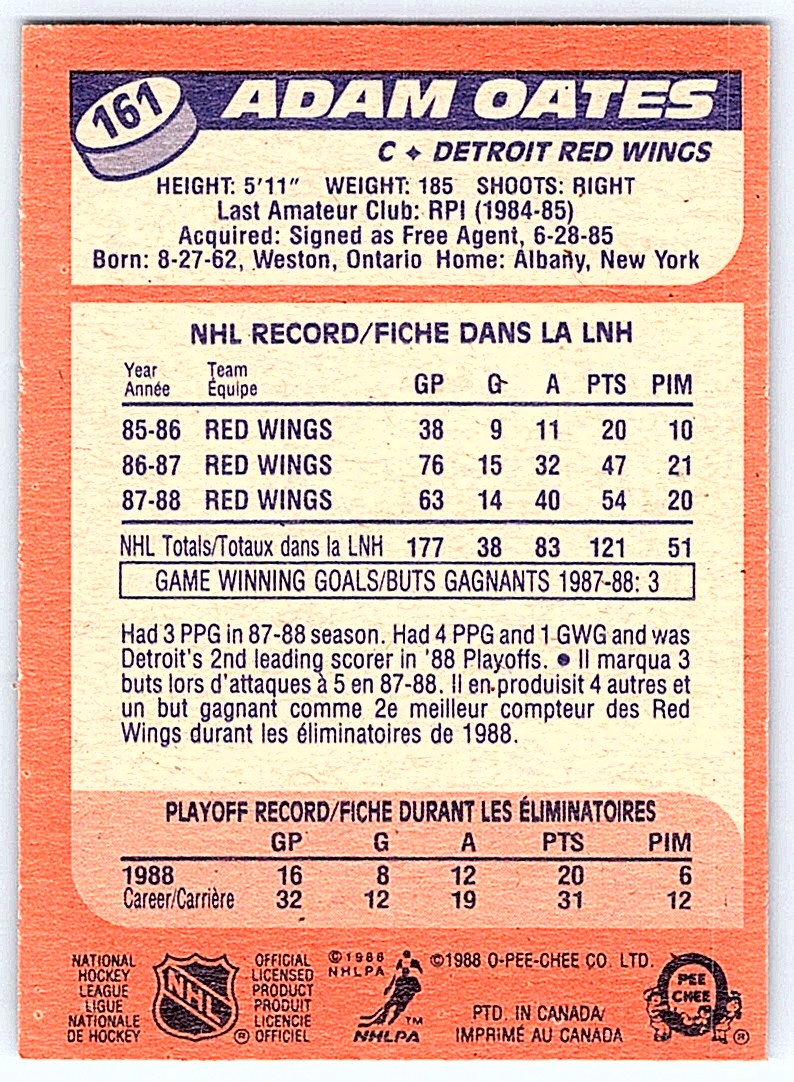 161
ADAM OATES
C ✦ DETROIT RED WINGS
HEIGHT: 5'11" WEIGHT: 185 SHOOTS: RIGHT
Last Amateur Club: RPI (1984-85)
Acquired: Signed as Free Agent, 6-28-85
Born: 8-27-62, Weston, Ontario Home: Albany, New York
NHL RECORD/FICHE DANS LA LNH
Year Team
Année Équipe GP G A PTS PIM
85-86 RED WINGS 38 9 11 20 10
86-87 RED WINGS 76 15 32 47 21
87-88 RED WINGS 63 14 40 54 20
NHL Totals/Totaux dans la LNH 177 38 83 121 51
GAME WINNING GOALS/BUTS GAGNANTS 1987-88: 3
Had 3 PPG in 87-88 season. Had 4 PPG and 1 GWG and was
Detroit's 2nd leading scorer in '88 Playoffs. ● Il marqua 3
buts lors d'attaques à 5 en 87-88. Il en produisit 4 autres et
un but gagnant comme 2e meilleur compteur des Red
Wings durant les éliminatoires de 1988.
PLAYOFF RECORD/FICHE DURANT LES ÉLIMINATOIRES
GP G A PTS PIM
1988 16 8 12 20 6
Career/Carrière 32 12 19 31 12
NATIONAL
HOCKEY
LEAGUE
LIGUE
NATIONALE
DE HOCKEY
NHL
®
OFFICIAL
LICENSED
PRODUCT
PRODUIT
LICENCIE
OFFICIEL
©1988
NHLPA
TM
NHLPA
©1988 O-PEE-CHEE CO. LTD.
PTD. IN CANADA/
IMPRIMÉ AU CANADA
O
PEE
CHEE
®